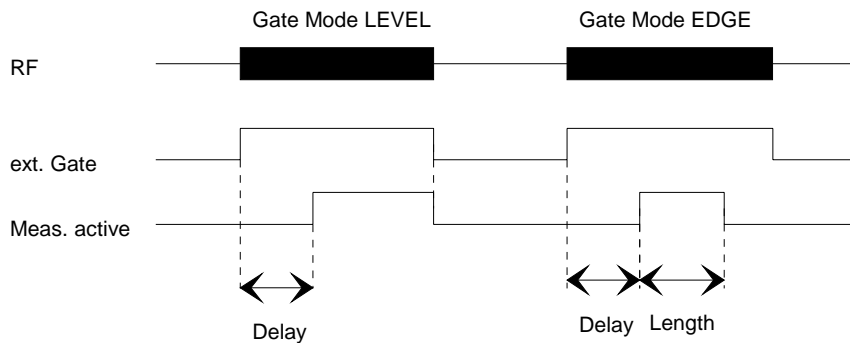 Gate Mode LEVEL
Gate Mode EDGE
RF
ext. Gate
Meas. active
Delay
Delay
Length